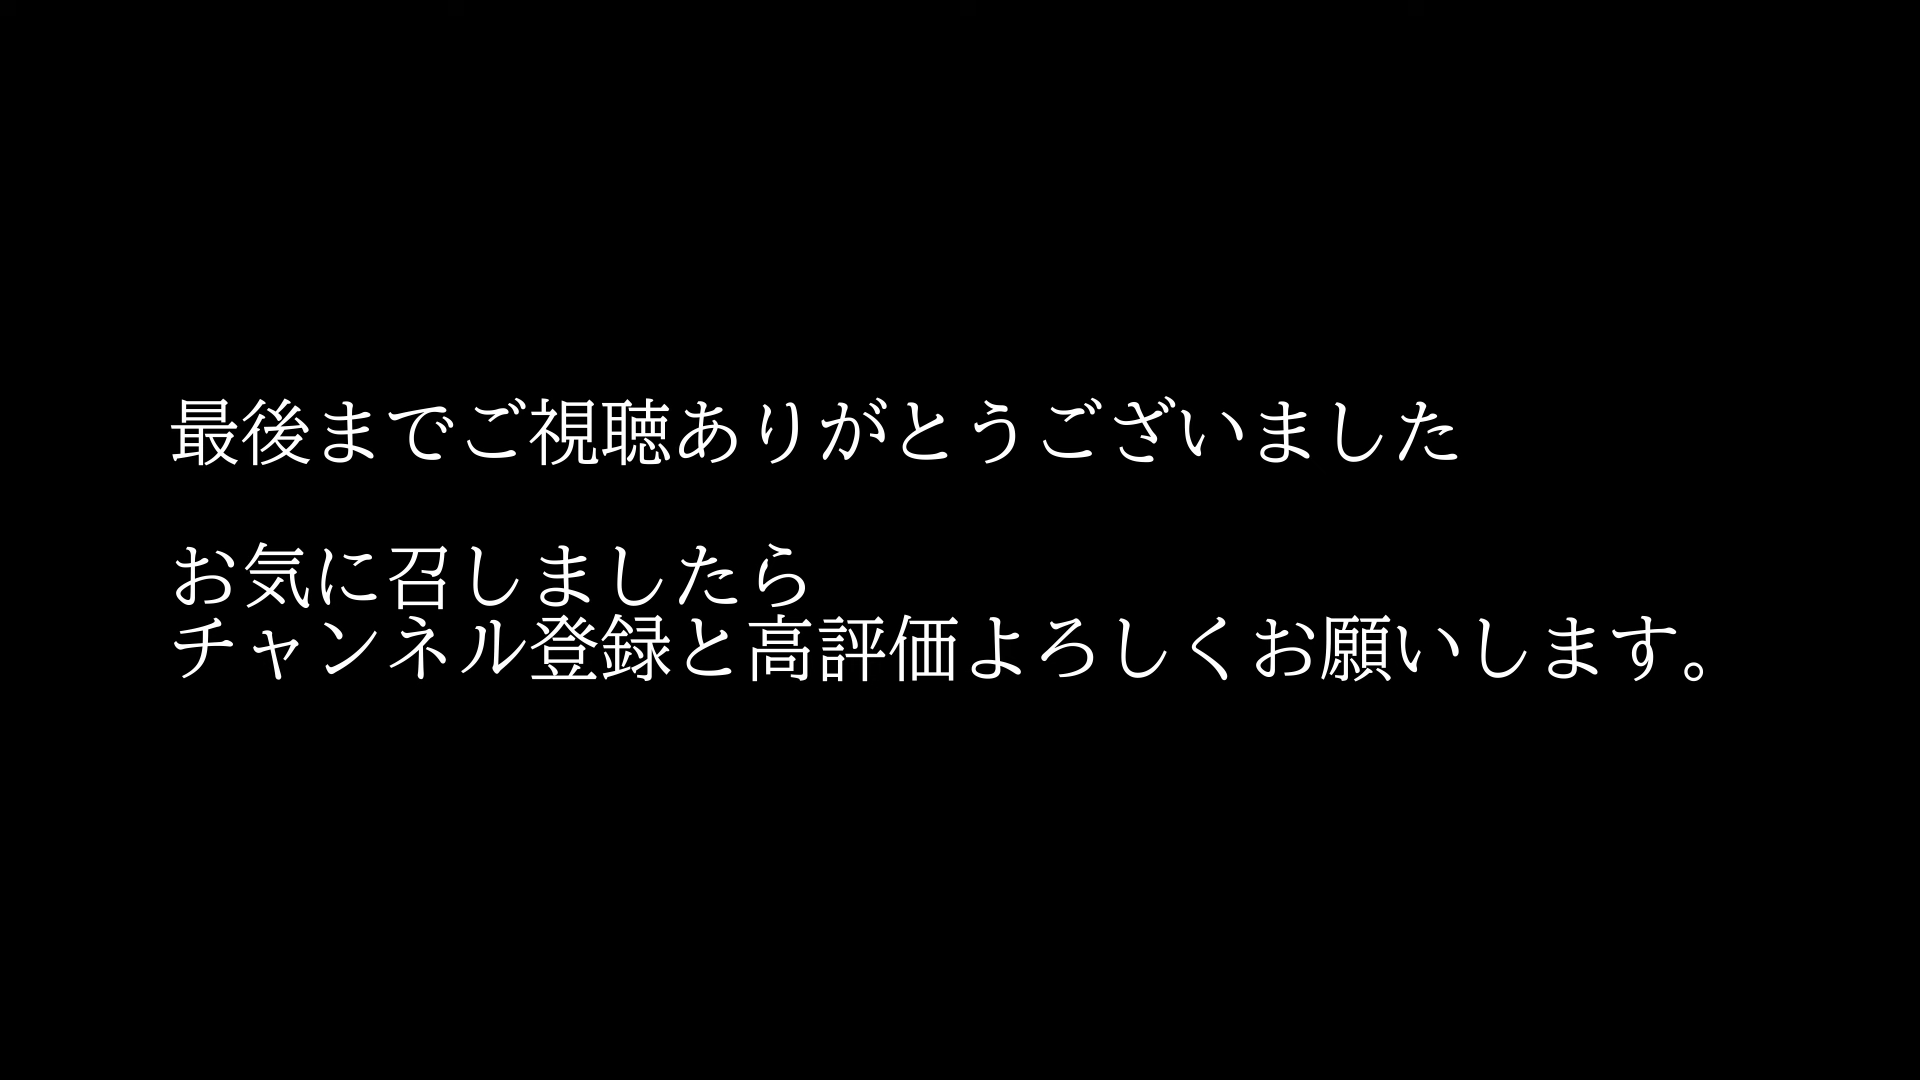 最後までご視聴ありがとうございました
お気に召しましたら
チャンネル登録と高評価よろしくお願いします。